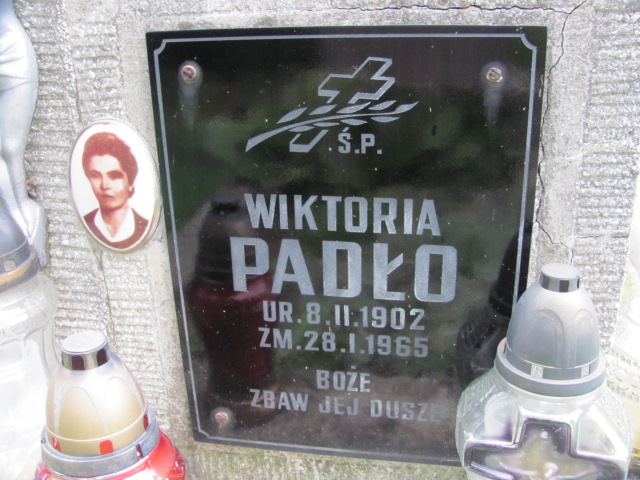 Ś.P.
WIKTORIA
PADŁO
UR. 8.II.1902
ZM. 28.I.1965
BOŻE
ZBAW JEJ DUSZĘ